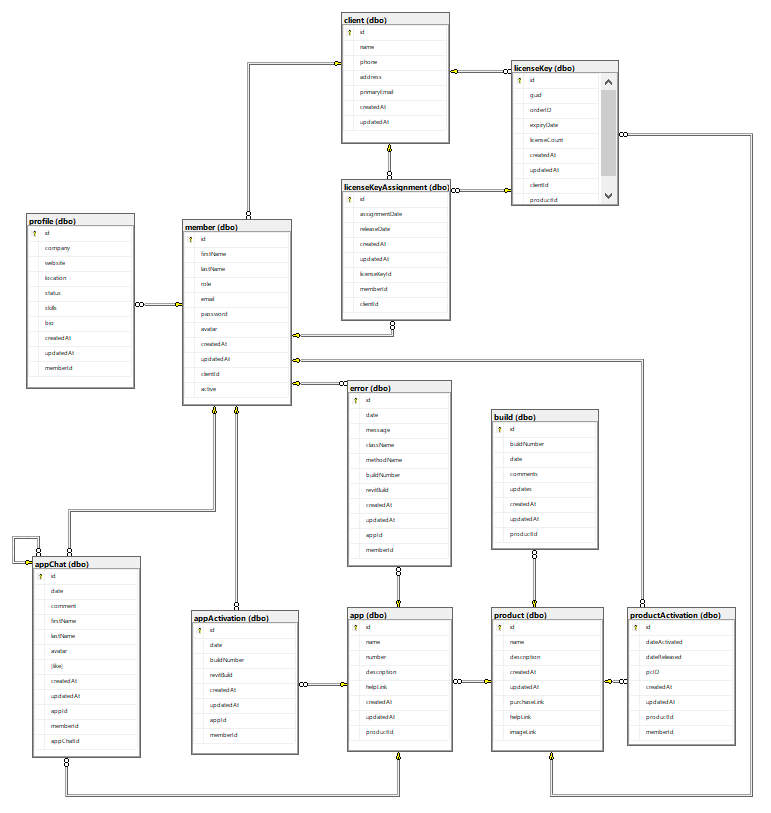 client (dbo)
id
name
phone
address
primaryEmail
createdAt
updatedAt
licenseKey (dbo)
id
guid
orderID
expiryDate
licenseCount
createdAt
updatedAt
clientId
productId
licenseKeyAssignment (dbo)
id
assignmentDate
releaseDate
createdAt
updatedAt
licenseKeyId
memberId
clientId
profile (dbo)
id
company
website
location
status
skills
bio
createdAt
updatedAt
memberId
member (dbo)
id
firstName
lastName
role
email
password
avatar
createdAt
updatedAt
clientId
active
error (dbo)
id
date
message
className
methodName
buildNumber
revitBuild
createdAt
updatedAt
appId
memberId
build (dbo)
id
buildNumber
date
comments
updates
createdAt
updatedAt
productId
appChat (dbo)
id
date
comment
firstName
lastName
avatar
[like]
createdAt
updatedAt
appId
memberId
appChatId
appActivation (dbo)
id
date
buildNumber
revitBuild
createdAt
updatedAt
appId
memberId
app (dbo)
id
name
number
description
helpLink
createdAt
updatedAt
productId
product (dbo)
id
name
description
createdAt
updatedAt
purchaseLink
helpLink
imageLink
productActivation (dbo)
id
dateActivated
dateReleased
pcID
createdAt
updatedAt
productId
memberId